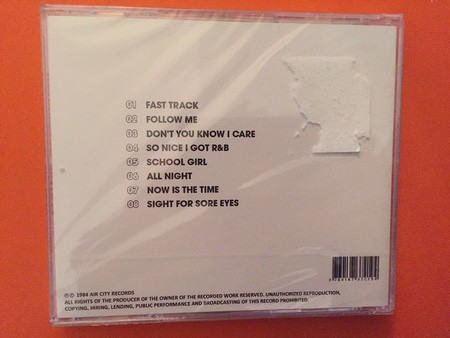 01 FAST TRACK
02 FOLLOW ME
03 DON'T YOU KNOW I CARE
04 SO NICE I GOT R&B
05 SCHOOL GIRL
06 ALL NIGHT
07 NOW IS THE TIME
08 SIGHT FOR SORE EYES
℗© 1984 AIR CITY RECORDS
ALL RIGHTS OF THE PRODUCER OF THE OWNER OF THE RECORDED WORK RESERVED. UNAUTHORIZED REPRODUCTION,
COPYING, HIRING, LENDING, PUBLIC PERFORMANCE AND BROADCASTING OF THIS RECORD PROHIBITED.